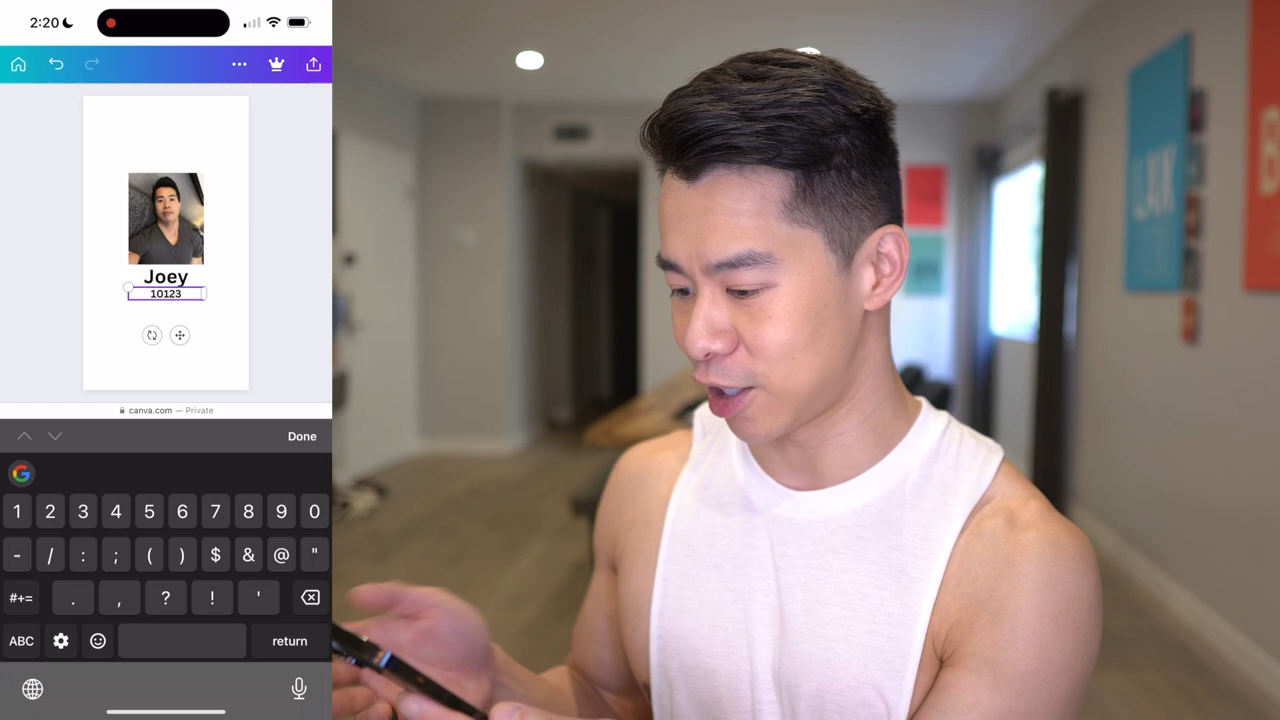 2:20
Joey
10123
canva.com — Private
Done
G
1 2 3 4 5 6 7 8 9 0
- / : ; ( ) $ & @ "
#+= . , ? ! '
ABC return